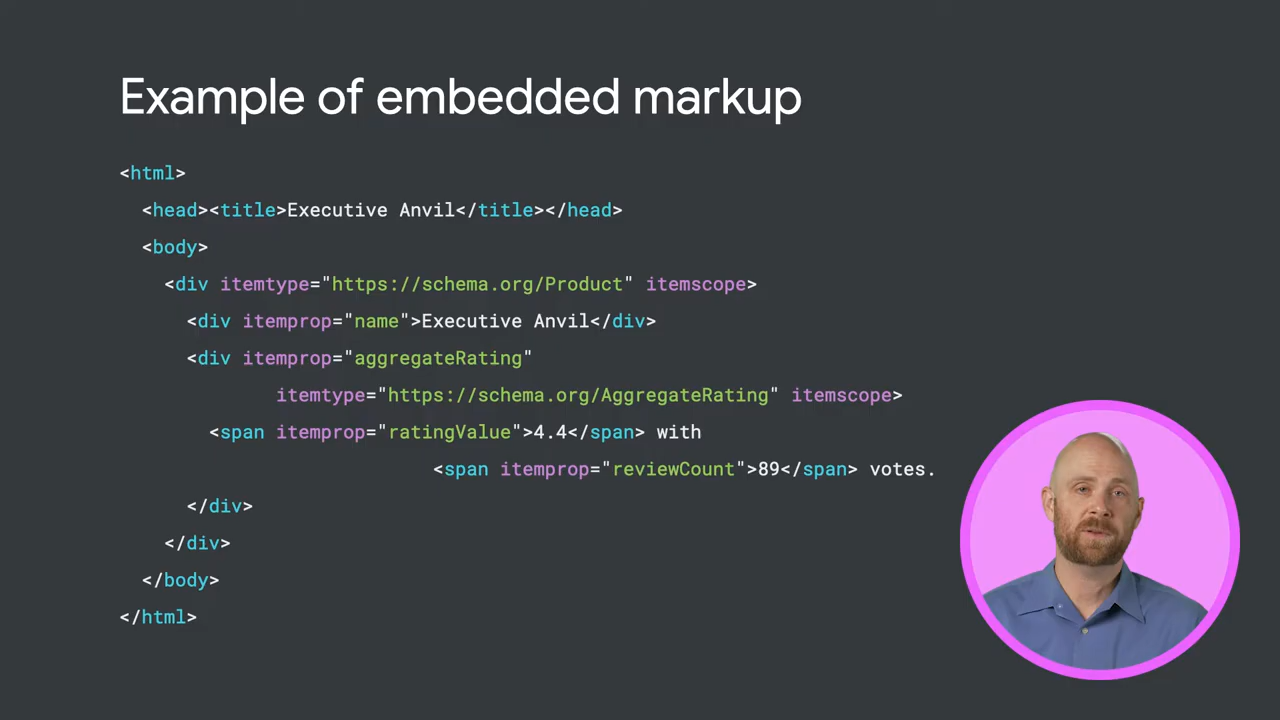 Example of embedded markup
<html>
<head><title>Executive Anvil</title></head>
<body>
<div itemtype="https://schema.org/Product" itemscope>
<div itemprop="name">Executive Anvil</div>
<div itemprop="aggregateRating"
itemtype="https://schema.org/AggregateRating" itemscope>
<span itemprop="ratingValue">4.4</span> with
<span itemprop="reviewCount">89</span> votes.
</div>
</div>
</body>
</html>